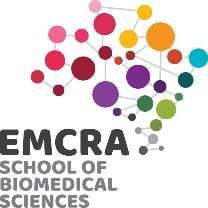 EMCRA
SCHOOL OF
BIOMEDICAL
SCIENCES